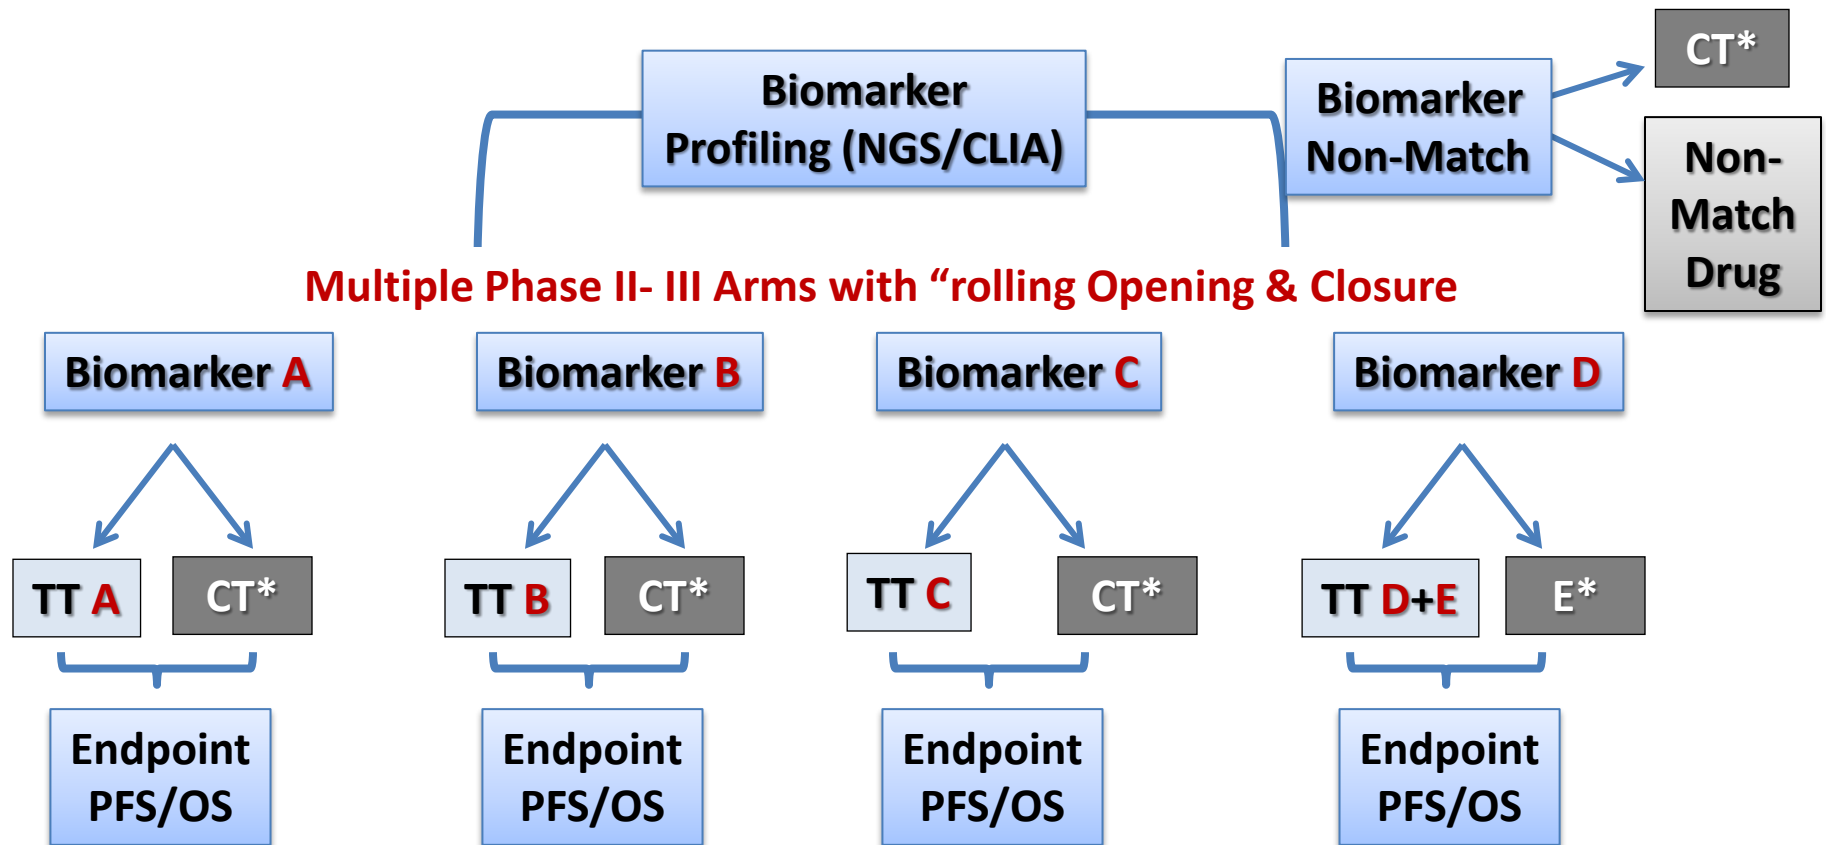 Biomarker
Profiling (NGS/CLIA)
Biomarker
Non-Match
CT*
Non-
Match
Drug
Multiple Phase II- III Arms with “rolling Opening & Closure
Biomarker A
Biomarker B
Biomarker C
Biomarker D
TT A
CT*
TT B
CT*
TT C
CT*
TT D+E
E*
Endpoint
PFS/OS
Endpoint
PFS/OS
Endpoint
PFS/OS
Endpoint
PFS/OS